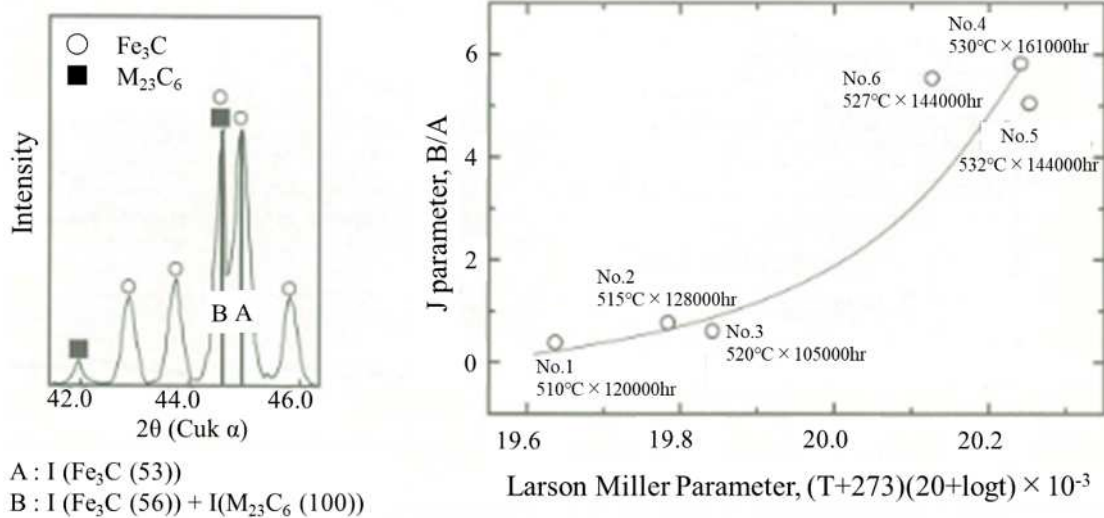 Fe₃C
M₂₃C₆
Intensity
B A
42.0 44.0 46.0
2θ (Cuk α)
A : I (Fe₃C (53))
B : I (Fe₃C (56)) + I(M₂₃C₆ (100))
J parameter, B/A
6
4
2
0
No.4
530℃ × 161000hr
No.6
527℃ × 144000hr
No.5
532℃ × 144000hr
No.2
515℃ × 128000hr
No.3
520℃ × 105000hr
No.1
510℃ × 120000hr
19.6 19.8 20.0 20.2
Larson Miller Parameter, (T+273)(20+logt) × 10⁻³